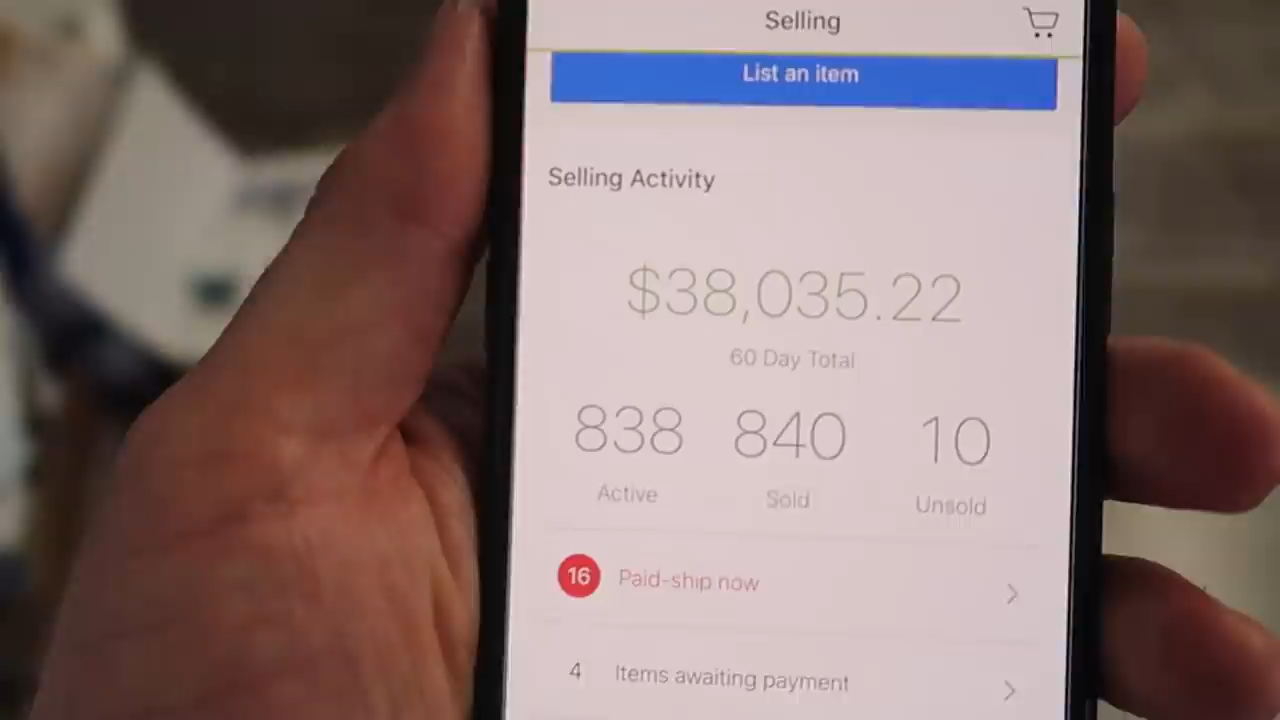 Selling
List an item
Selling Activity
$38,035.22
60 Day Total
838 840 10
Active Sold Unsold
16 Paid-ship now
4 Items awaiting payment